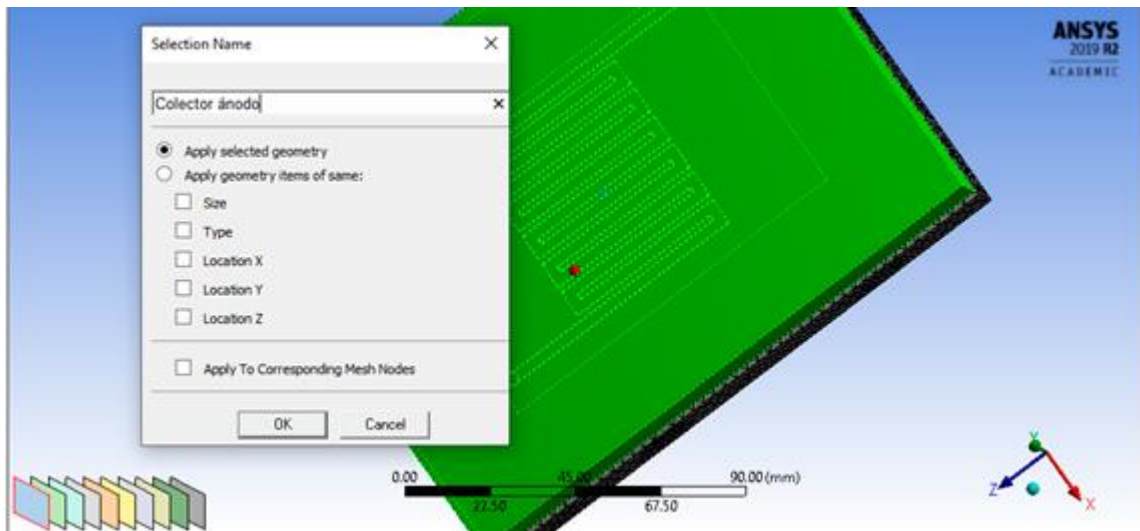 Selection Name
Colector ánodo
Apply selected geometry
Apply geometry items of same:
Size
Type
Location X
Location Y
Location Z
Apply To Corresponding Mesh Nodes
OK Cancel
ANSYS
2019 R2
ACADEMIC
0.00 45.00 90.00 (mm)
22.50 67.50
Y
Z X